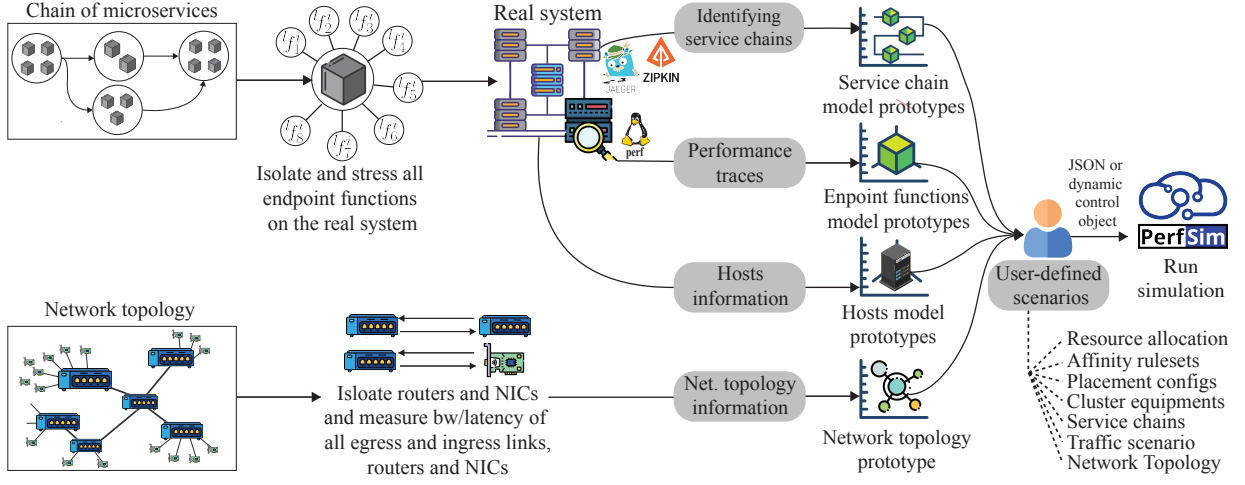 Chain of microservices
Real system
Identifying
service chains
JAEGER
ZIPKIN
Service chain
model prototypes
Isolate and stress all
endpoint functions
on the real system
perf
Performance
traces
Enpoint functions
model prototypes
JSON or
dynamic
control
object
PerfSim
Run
simulation
Hosts
information
Hosts model
prototypes
User-defined
scenarios
Resource allocation
Affinity rulesets
Placement configs
Cluster equipments
Service chains
Traffic scenario
Network Topology
Network topology
Isloate routers and NICs
and measure bw/latency of
all egress and ingress links,
routers and NICs
Net. topology
information
Network topology
prototype